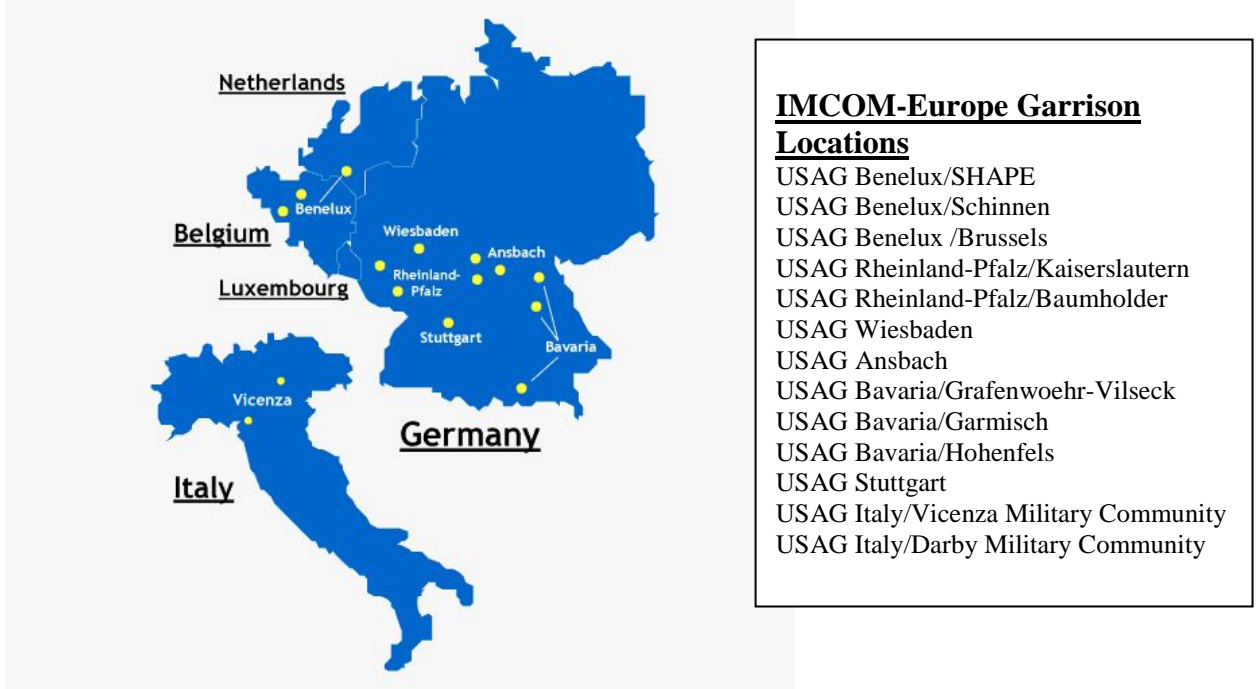 Netherlands
Benelux
Belgium
Luxembourg
Wiesbaden
Ansbach
Rheinland-
Pfalz
Stuttgart
Bavaria
Germany
Vicenza
Italy
IMCOM-Europe Garrison
Locations
USAG Benelux/SHAPE
USAG Benelux/Schinnen
USAG Benelux /Brussels
USAG Rheinland-Pfalz/Kaiserslautern
USAG Rheinland-Pfalz/Baumholder
USAG Wiesbaden
USAG Ansbach
USAG Bavaria/Grafenwoehr-Vilseck
USAG Bavaria/Garmisch
USAG Bavaria/Hohenfels
USAG Stuttgart
USAG Italy/Vicenza Military Community
USAG Italy/Darby Military Community